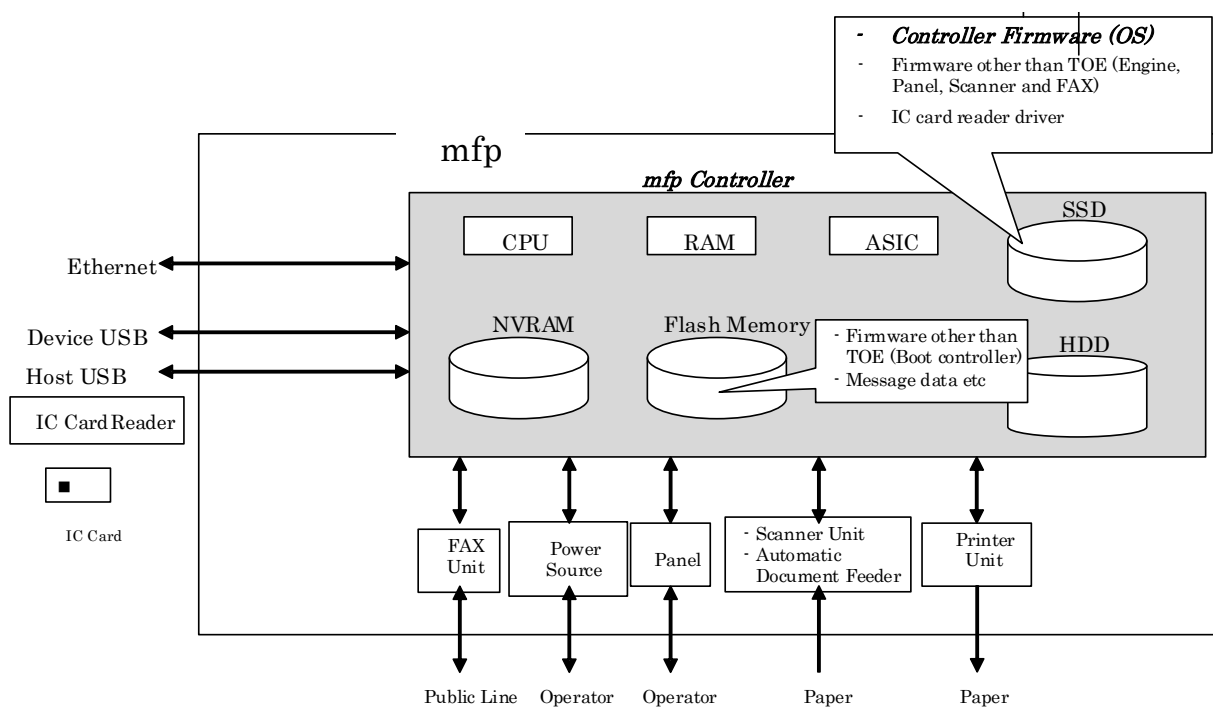 - Controller Firmware (OS)
- Firmware other than TOE (Engine,
Panel, Scanner and FAX)
- IC card reader driver
mfp
mfp Controller
SSD
CPU
RAM
ASIC
Ethernet
NVRAM
Flash Memory
- Firmware other than
TOE (Boot controller)
- Message data etc
HDD
Device USB
Host USB
IC Card Reader
IC Card
FAX
Unit
Power
Source
Panel
- Scanner Unit
- Automatic
Document Feeder
Printer
Unit
Public Line
Operator
Operator
Paper
Paper